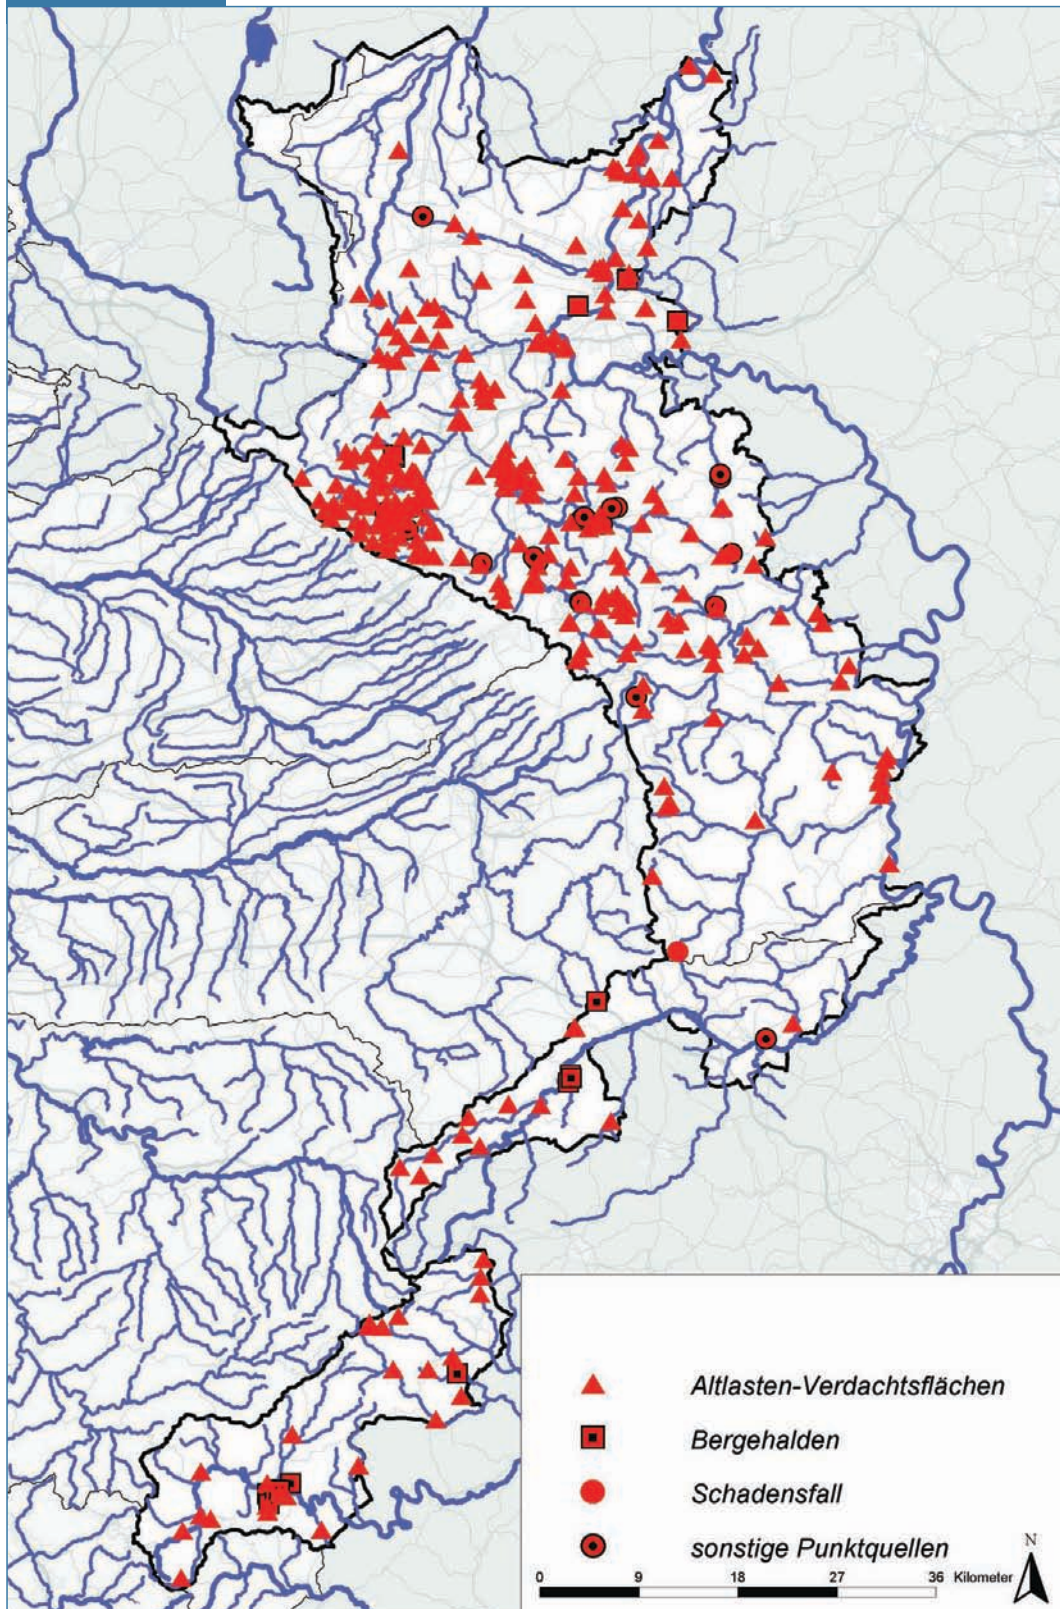 Altlasten-Verdachtsflächen
Bergehalden
Schadensfall
sonstige Punktquellen
0 9 18 27 36 Kilometer
N